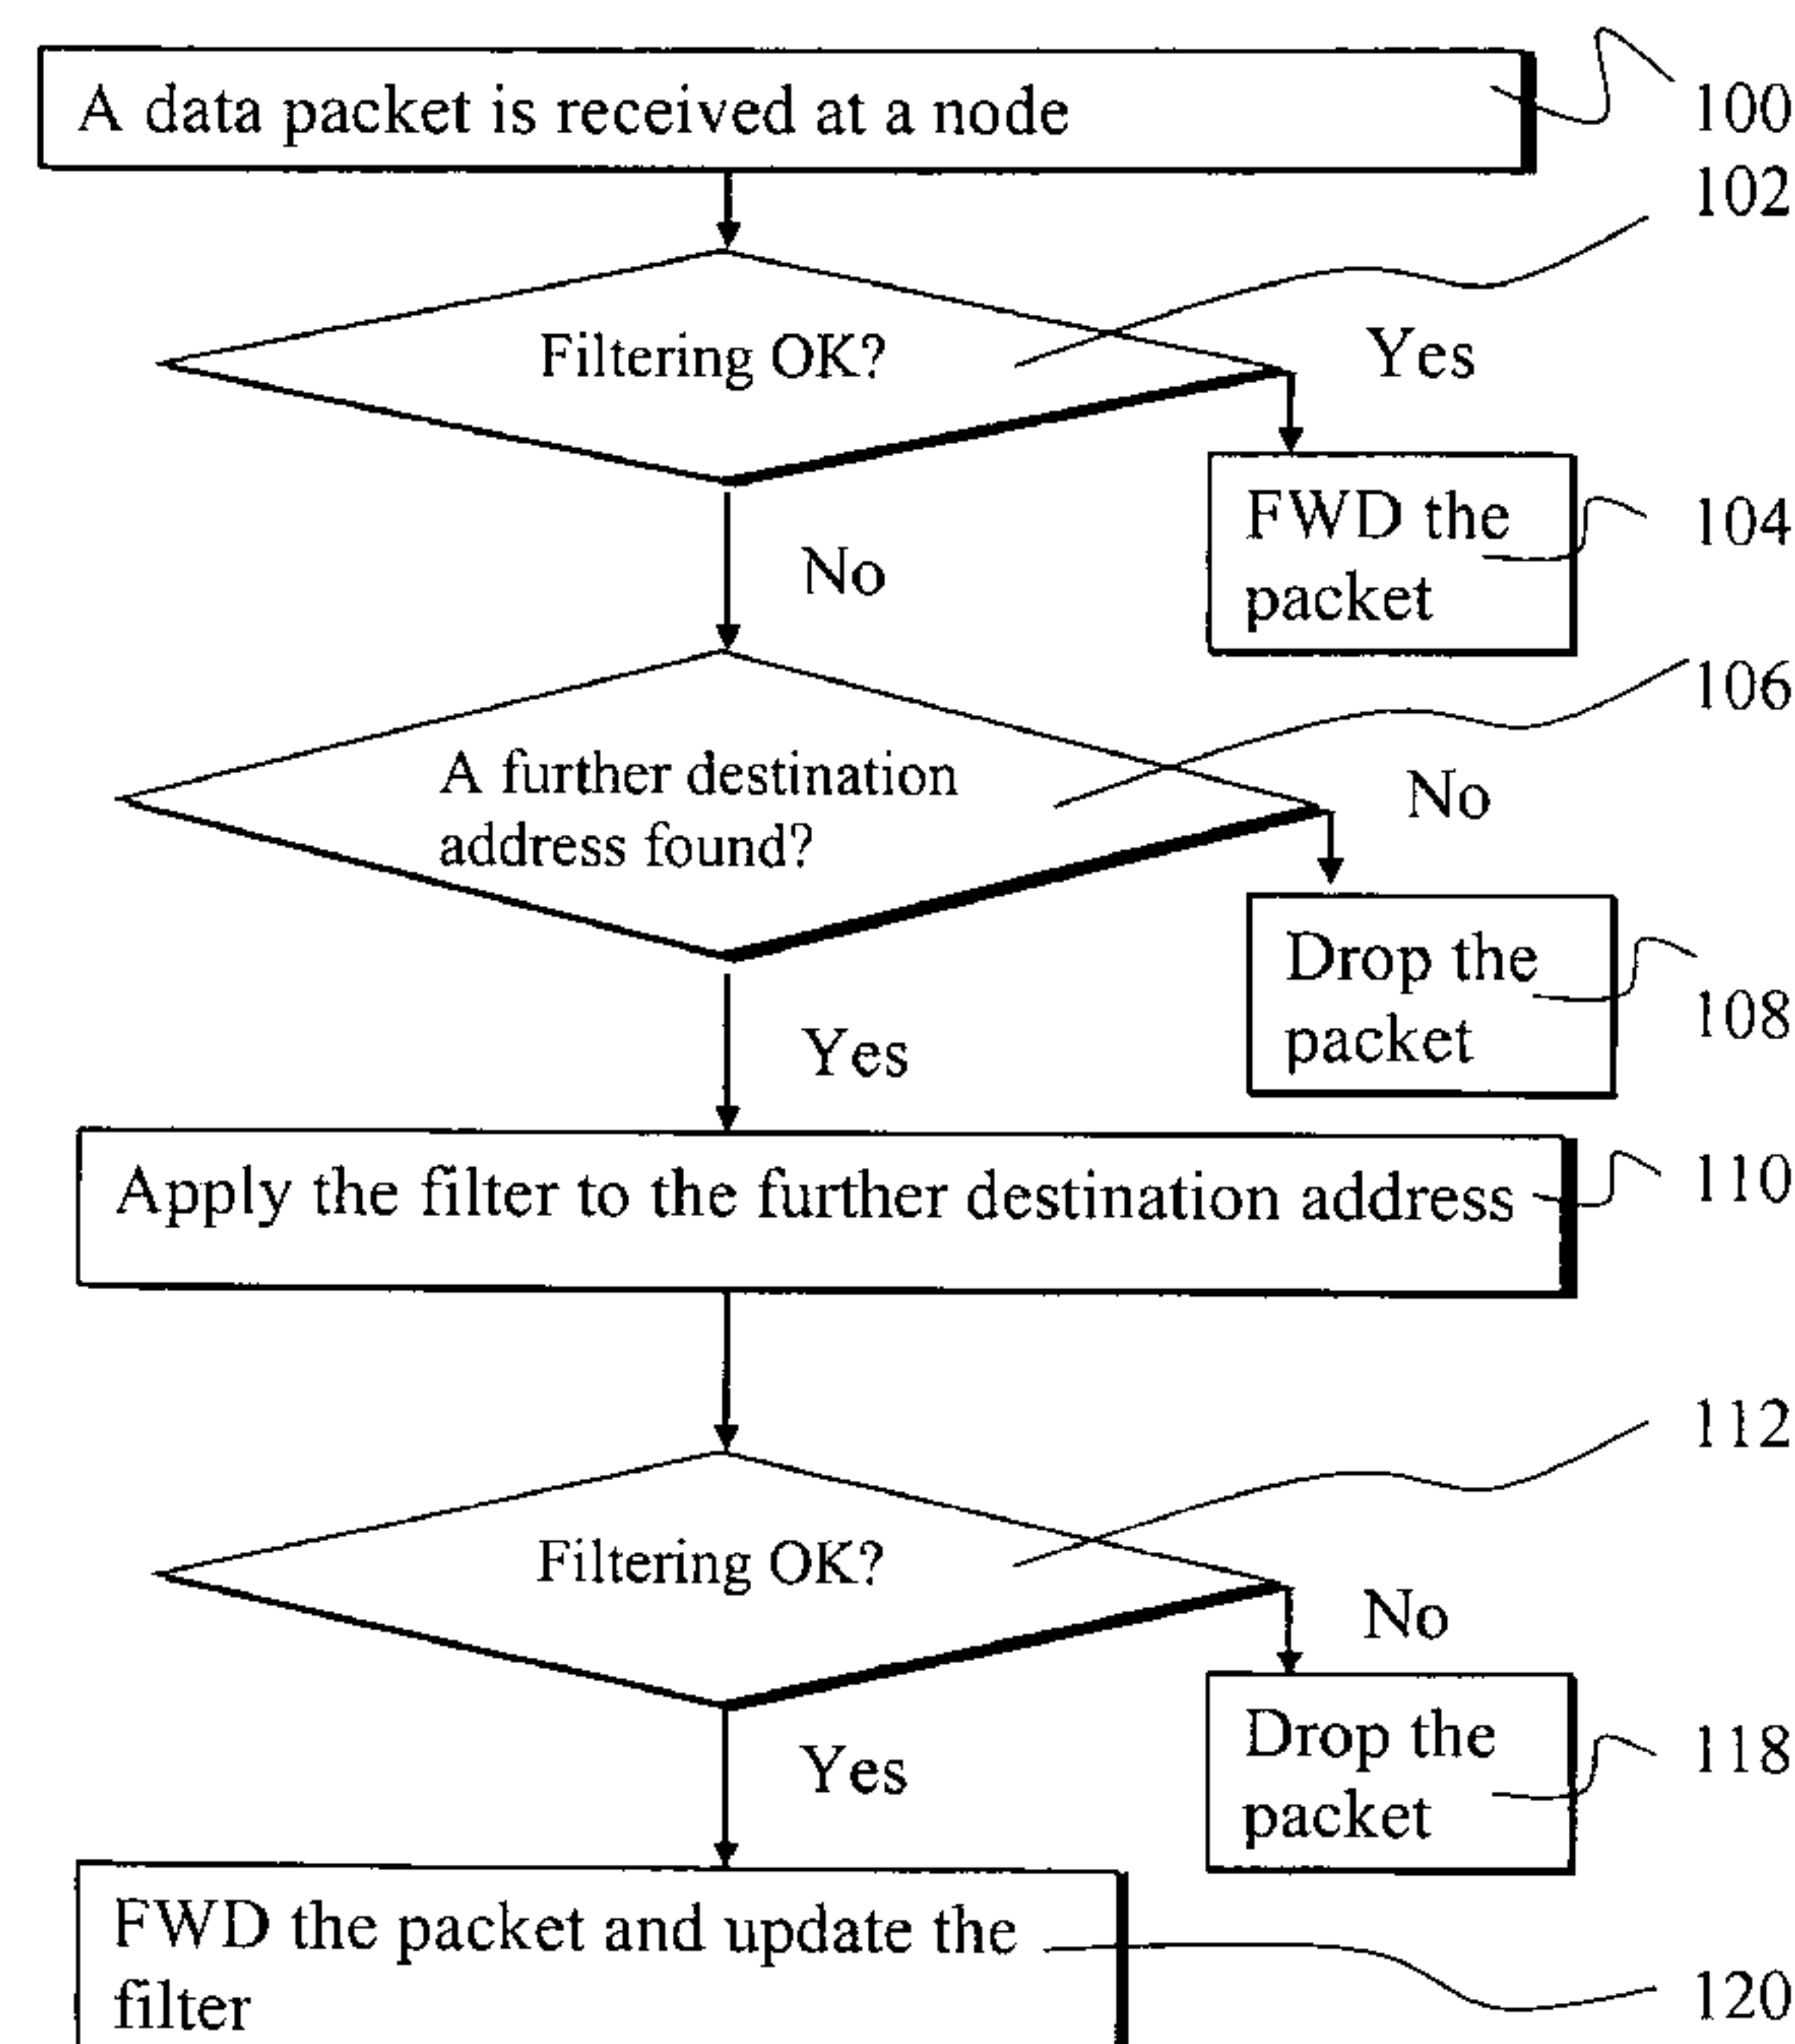 A data packet is received at a node
100
102
Filtering OK?
Yes
FWD the
packet
104
No
106
A further destination
address found?
No
Drop the
packet
108
Yes
Apply the filter to the further destination address
110
112
Filtering OK?
No
Drop the
packet
118
Yes
FWD the packet and update the
filter
120